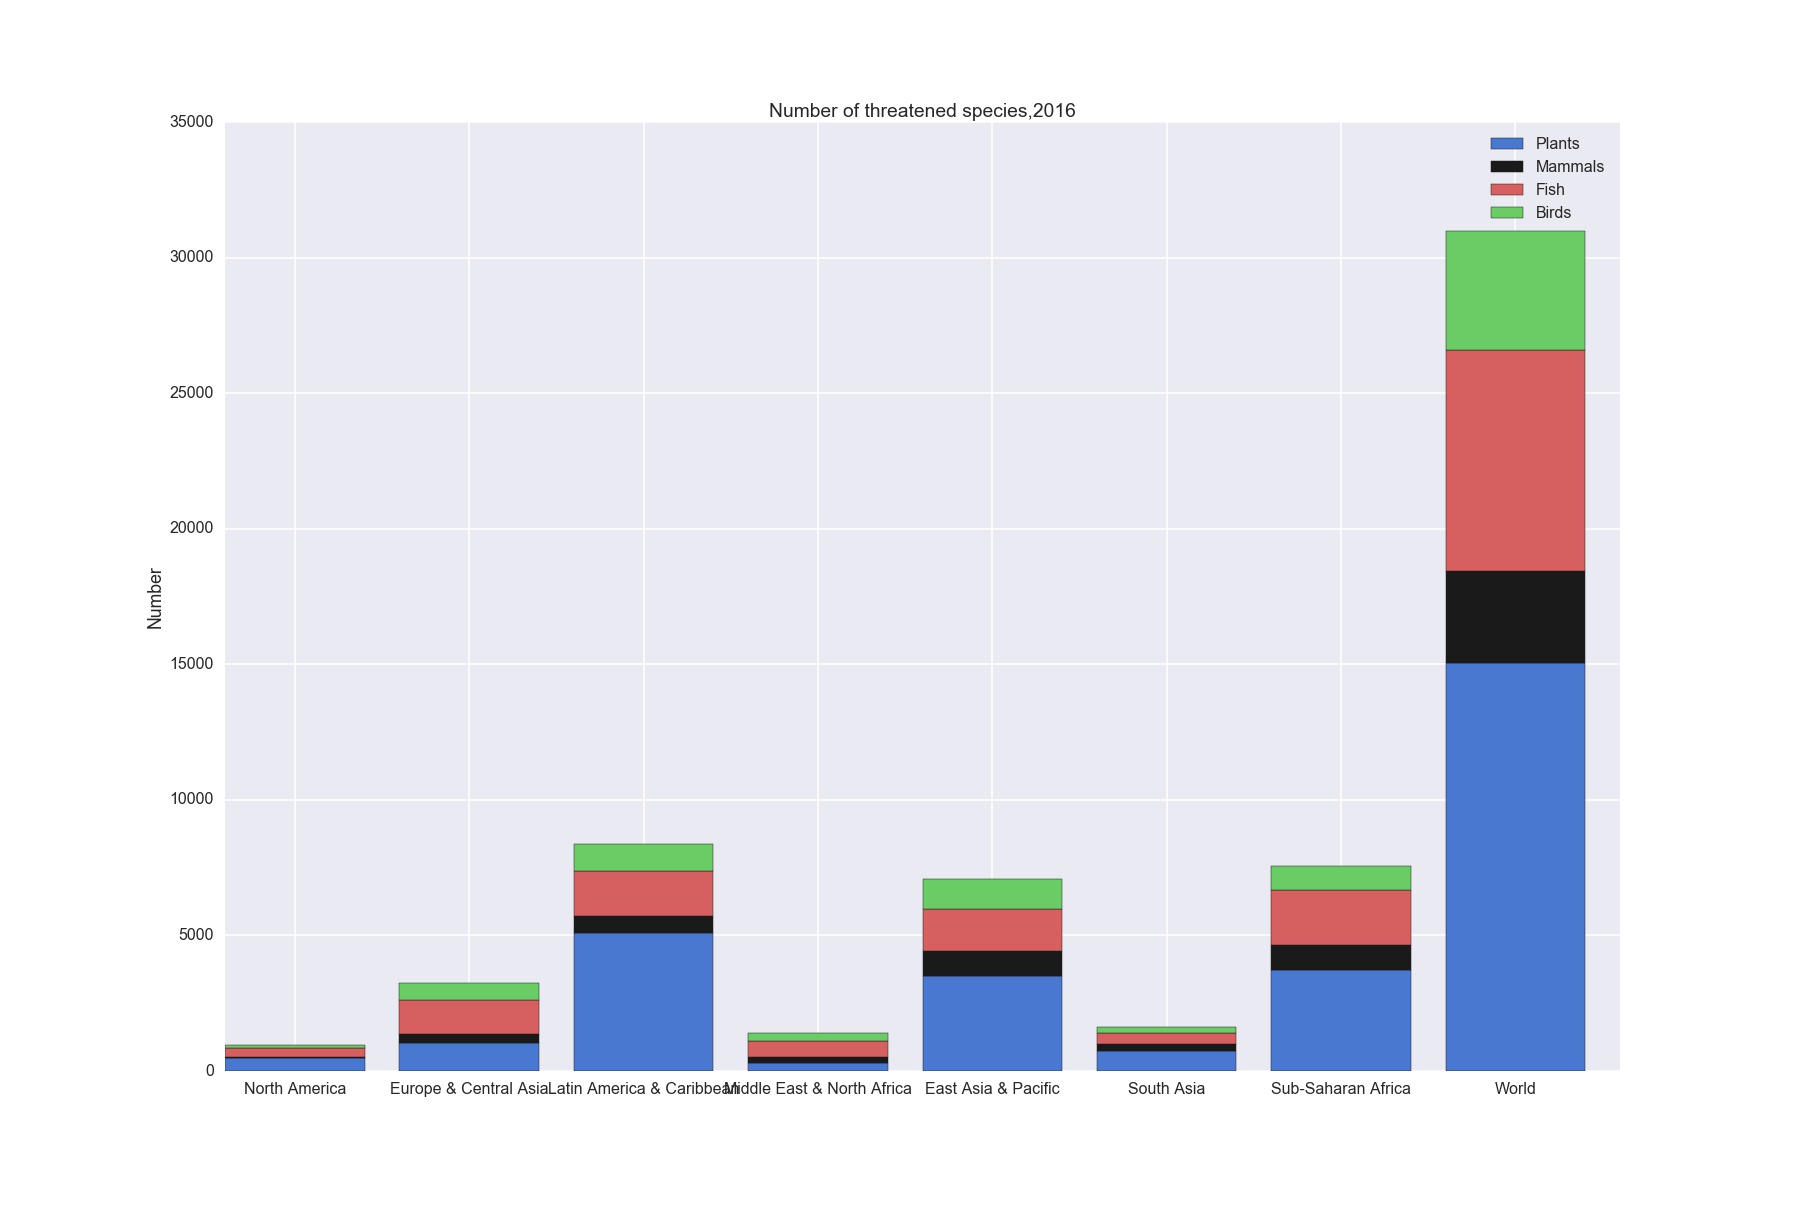 Number of threatened species,2016
35000
30000
25000
20000
15000
10000
5000
0
Number
Plants
Mammals
Fish
Birds
North America
Europe & Central Asia
Latin America & Caribbean
Middle East & North Africa
East Asia & Pacific
South Asia
Sub-Saharan Africa
World